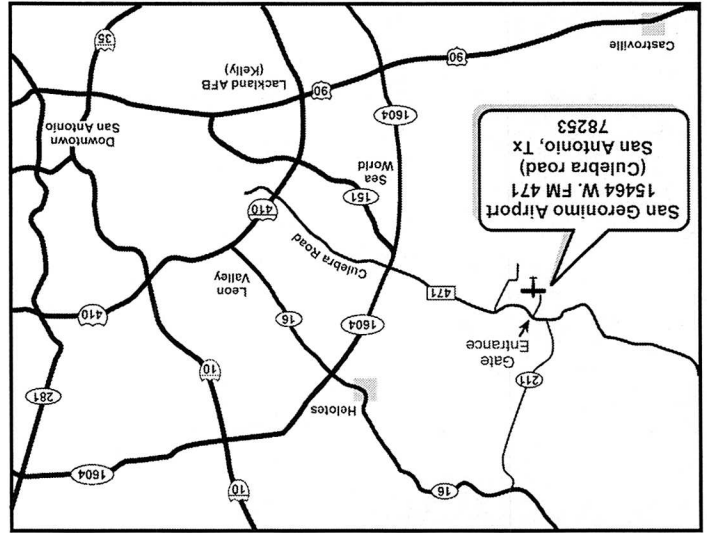 16
10
1604
Helotes
281
211
10
Gate
Entrance
1604
16
410
471
Leon
Valley
Culebra Road
San Geronimo Airport
15464 W. FM 471
(Culebra road)
San Antonio, Tx
78253
410
151
Sea
World
Downtown
San Antonio
1604
90
Lackland AFB
(Kelly)
90
Castroville
35